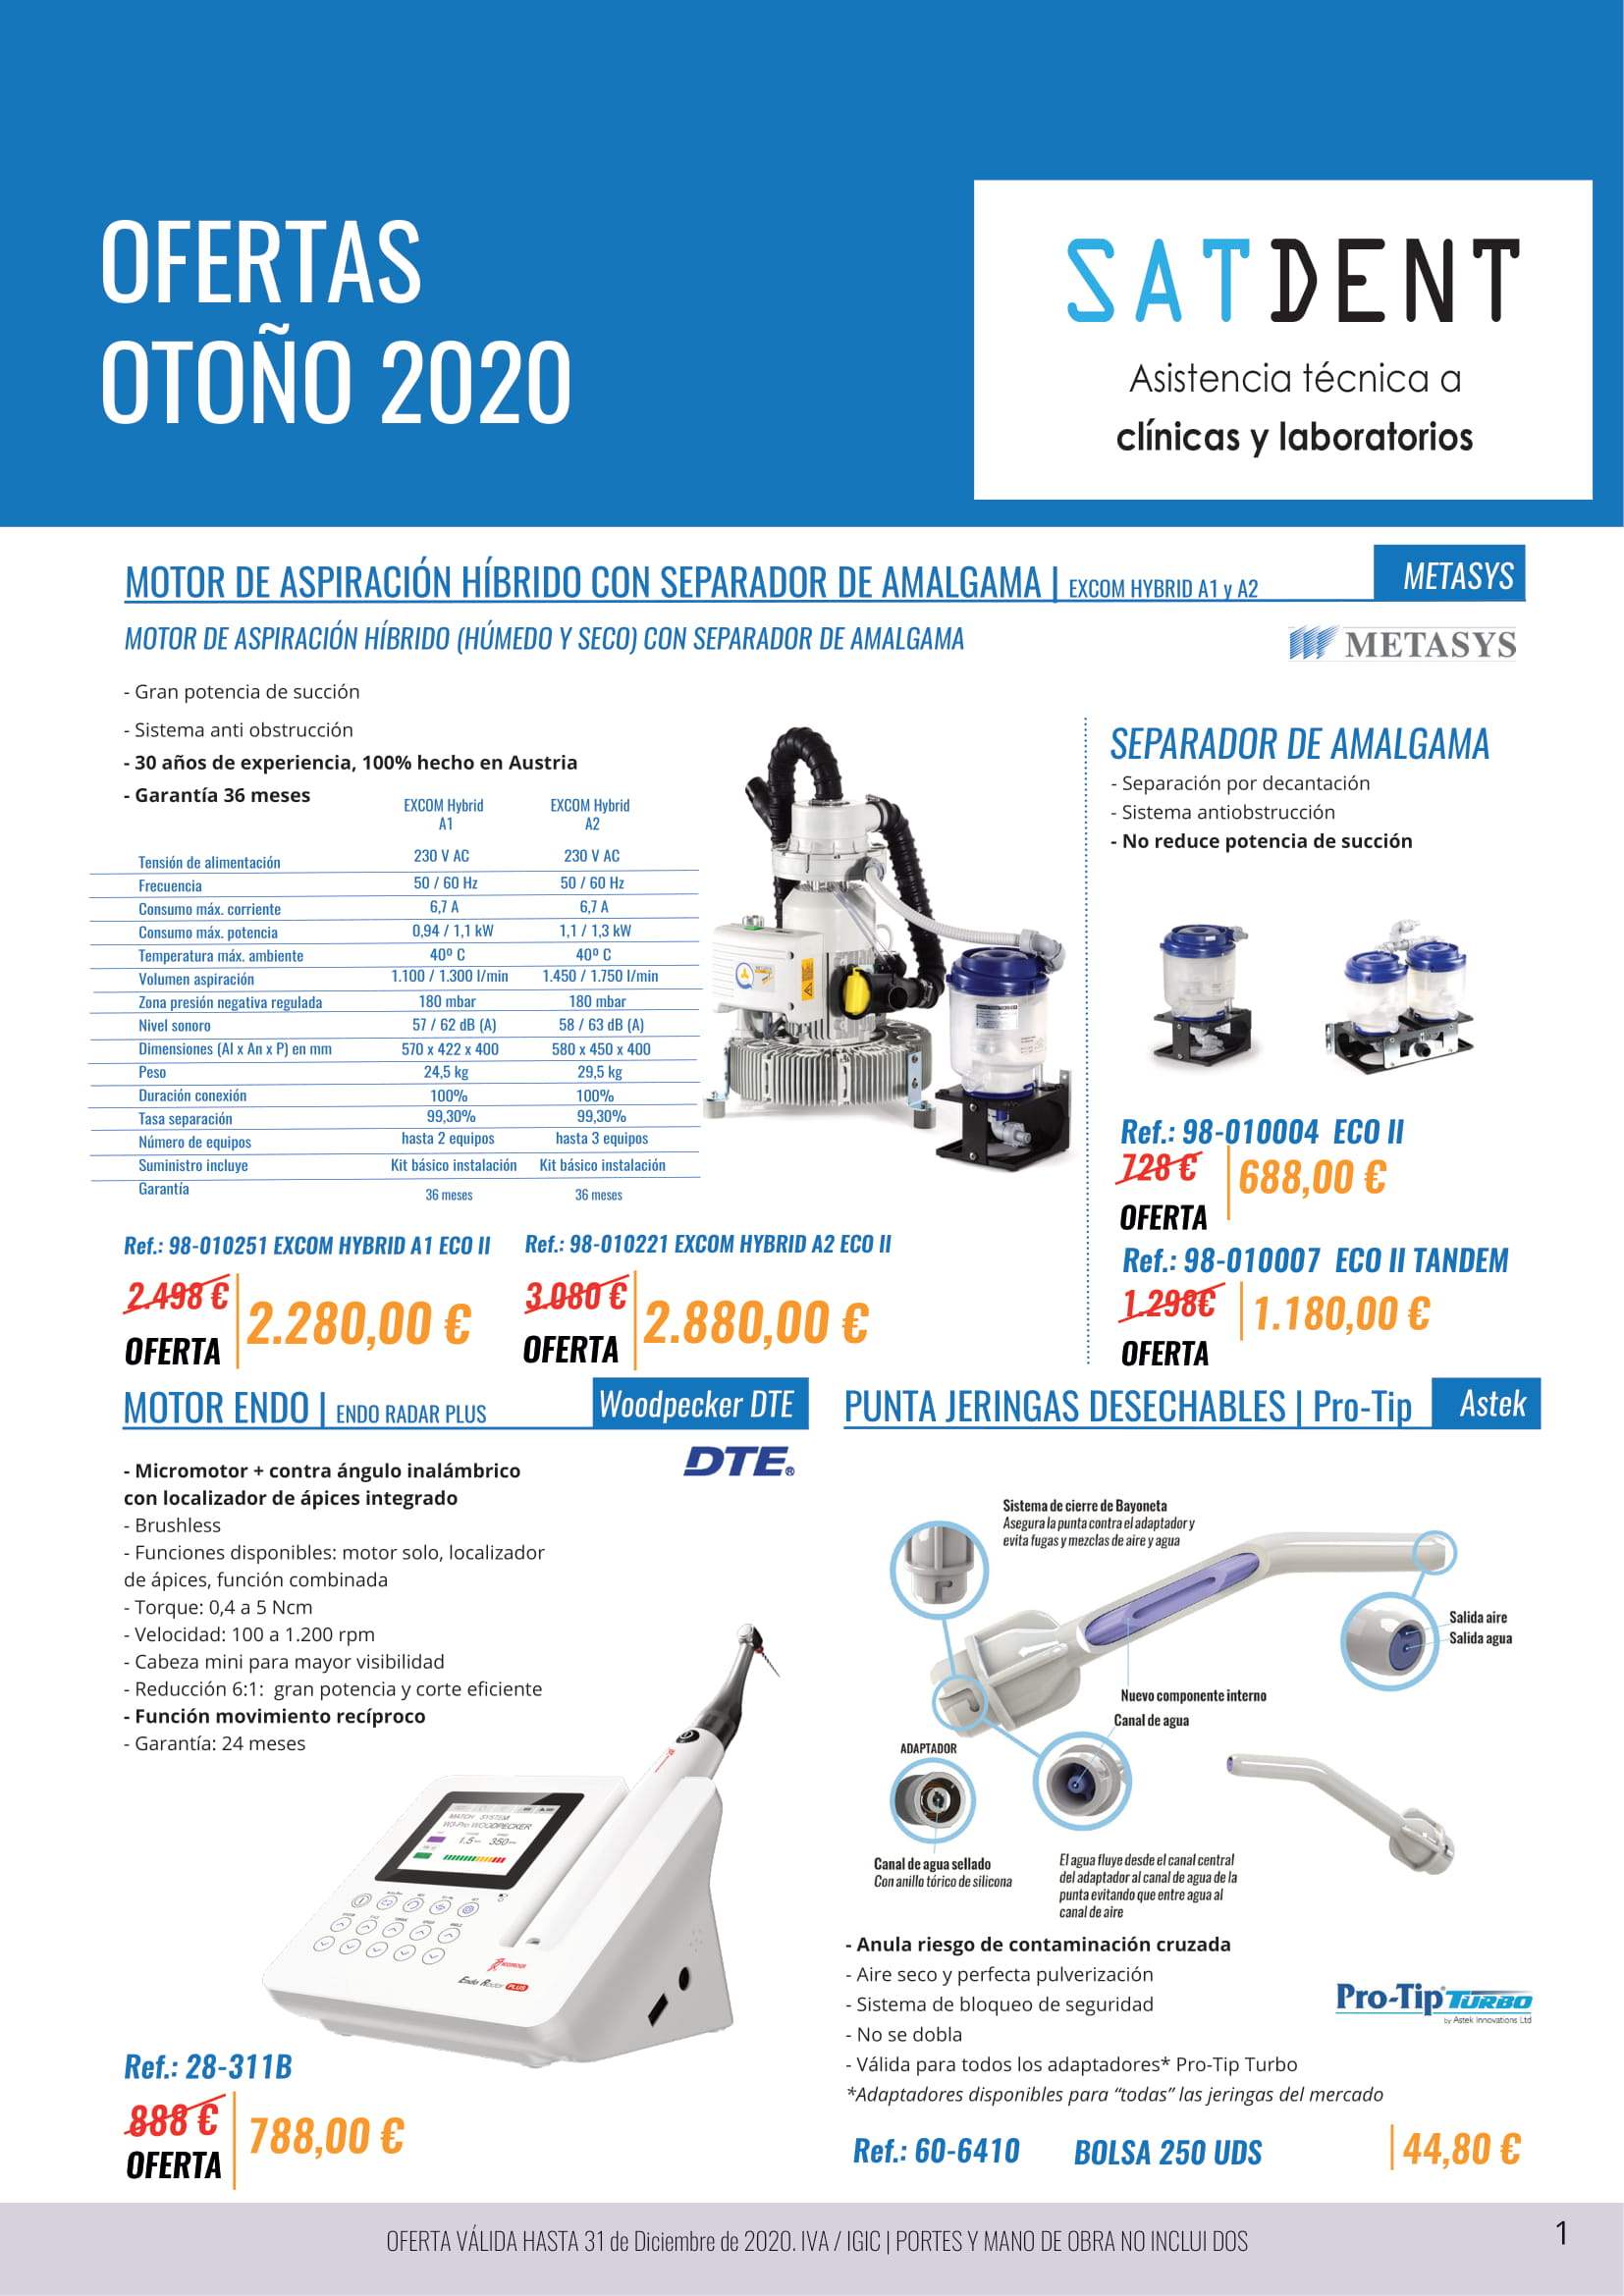 OFERTAS
OTOÑO 2020
SATDENT
Asistencia técnica a
clínicas y laboratorios
MOTOR DE ASPIRACIÓN HÍBRIDO CON SEPARADOR DE AMALGAMA | EXCOM HYBRID A1 y A2
METASYS
MOTOR DE ASPIRACIÓN HÍBRIDO (HÚMEDO Y SECO) CON SEPARADOR DE AMALGAMA
METASYS
- Gran potencia de succión
- Sistema anti obstrucción
- 30 años de experiencia, 100% hecho en Austria
- Garantía 36 meses
EXCOM Hybrid A1 EXCOM Hybrid A2
Tensión de alimentación 230 V AC 230 V AC
Frecuencia 50 / 60 Hz 50 / 60 Hz
Consumo máx. corriente 6,7 A 6,7 A
Consumo máx. potencia 0,94 / 1,1 kW 1,1 / 1,3 kW
Temperatura máx. ambiente 40º C 40º C
Volumen aspiración 1.100 / 1.300 l/min 1.450 / 1.750 l/min
Zona presión negativa regulada 180 mbar 180 mbar
Nivel sonoro 57 / 62 dB (A) 58 / 63 dB (A)
Dimensiones (Al x An x P) en mm 570 x 422 x 400 580 x 450 x 400
Peso 24,5 kg 29,5 kg
Duración conexión 100% 100%
Tasa separación 99,30% 99,30%
Número de equipos hasta 2 equipos hasta 3 equipos
Suministro incluye Kit básico instalación Kit básico instalación
Garantía 36 meses 36 meses
Ref.: 98-010251 EXCOM HYBRID A1 ECO II
2.498 €
OFERTA
2.280,00 €
Ref.: 98-010221 EXCOM HYBRID A2 ECO II
3.080 €
OFERTA
2.880,00 €
SEPARADOR DE AMALGAMA
- Separación por decantación
- Sistema antiobstrucción
- No reduce potencia de succión
Ref.: 98-010004 ECO II
728 €
688,00 €
OFERTA
Ref.: 98-010007 ECO II TANDEM
1.298€
1.180,00 €
OFERTA
MOTOR ENDO | ENDO RADAR PLUS
Woodpecker DTE
DTE®
- Micromotor + contra ángulo inalámbrico
con localizador de ápices integrado
- Brushless
- Funciones disponibles: motor solo, localizador
de ápices, función combinada
- Torque: 0,4 a 5 Ncm
- Velocidad: 100 a 1.200 rpm
- Cabeza mini para mayor visibilidad
- Reducción 6:1: gran potencia y corte eficiente
- Función movimiento recíproco
- Garantía: 24 meses
MATCH SYSTEM
W3-Pro WOODPECKER
1.5 350
Endo Radar PLUS
Ref.: 28-311B
888 €
OFERTA
788,00 €
PUNTA JERINGAS DESECHABLES | Pro-Tip
Astek
Sistema de cierre de Bayoneta
Asegura la punta contra el adaptador y
evita fugas y mezclas de aire y agua
Salida aire
Salida agua
Nuevo componente interno
Canal de agua
ADAPTADOR
Canal de agua sellado
Con anillo tórico de silicona
El agua fluye desde el canal central
del adaptador al canal de agua de la
punta evitando que entre agua al
canal de aire
- Anula riesgo de contaminación cruzada
- Aire seco y perfecta pulverización
- Sistema de bloqueo de seguridad
- No se dobla
- Válida para todos los adaptadores* Pro-Tip Turbo
*Adaptadores disponibles para “todas” las jeringas del mercado
Pro-Tip TURBO
by Astek Innovations Ltd
Ref.: 60-6410 BOLSA 250 UDS
44,80 €
OFERTA VÁLIDA HASTA 31 de Diciembre de 2020. IVA / IGIC | PORTES Y MANO DE OBRA NO INCLUI DOS
1